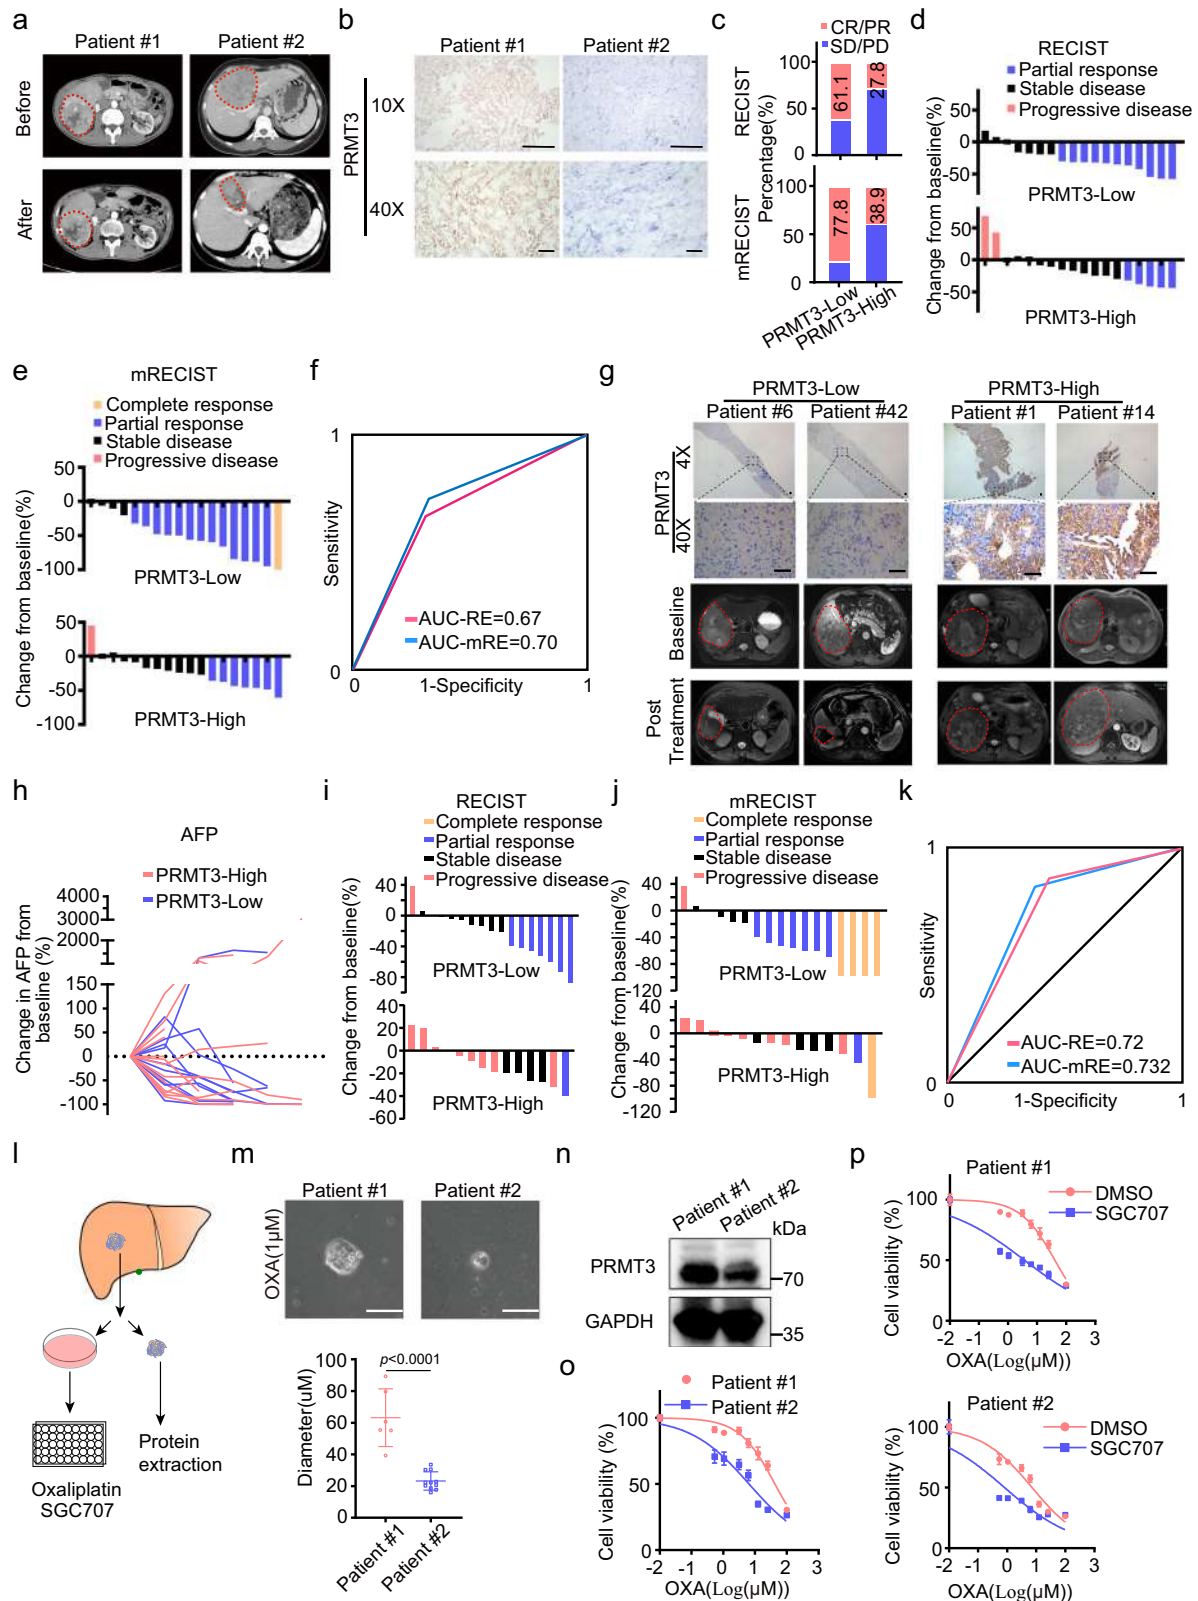 a
Patient #1
Patient #2
Before
After
b
Patient #1
Patient #2
PRMT3
10X
40X
c
CR/PR
SD/PD
RECIST
mRECIST
Percentage(%)
100
50
0
61.1
27.8
100
50
0
77.8
38.9
PRMT3-Low
PRMT3-High
d
RECIST
Partial response
Stable disease
Progressive disease
Change from baseline(%)
50
0
-50
PRMT3-Low
50
0
-50
PRMT3-High
e
mRECIST
Complete response
Partial response
Stable disease
Progressive disease
Change from baseline(%)
50
0
-50
-100
PRMT3-Low
50
0
-50
-100
PRMT3-High
f
1
Sensitivity
AUC-RE=0.67
AUC-mRE=0.70
0
0
1-Specificity
1
g
PRMT3-Low
PRMT3-High
Patient #6
Patient #42
Patient #1
Patient #14
PRMT3
4X
40X
Baseline
Post
Treatment
h
AFP
PRMT3-High
PRMT3-Low
Change in AFP from
baseline (%)
4000
3000
2000
150
100
50
0
-50
-100
i
RECIST
Complete response
Partial response
Stable disease
Progressive disease
Change from baseline(%)
40
0
-40
-80
PRMT3-Low
40
20
0
-20
-40
-60
PRMT3-High
j
mRECIST
Complete response
Partial response
Stable disease
Progressive disease
Change from baseline(%)
40
0
-40
-80
-120
PRMT3-Low
40
0
-40
-80
-120
PRMT3-High
k
1
Sensitivity
AUC-RE=0.72
AUC-mRE=0.732
0
0
1-Specificity
1
l
Oxaliplatin
SGC707
Protein
extraction
m
Patient #1
Patient #2
OXA(1μM)
Diameter(uM)
100
80
60
40
20
0
p<0.0001
Patient #1
Patient #2
n
Patient #1
Patient #2
kDa
PRMT3
70
GAPDH
35
o
Patient #1
Patient #2
Cell viability (%)
100
50
0
-2
-1
0
1
2
3
OXA(Log(μM))
p
Patient #1
DMSO
SGC707
Cell viability (%)
100
50
0
-2
-1
0
1
2
3
OXA(Log(μM))
Patient #2
DMSO
SGC707
Cell viability (%)
100
50
0
-2
-1
0
1
2
3
OXA(Log(μM))